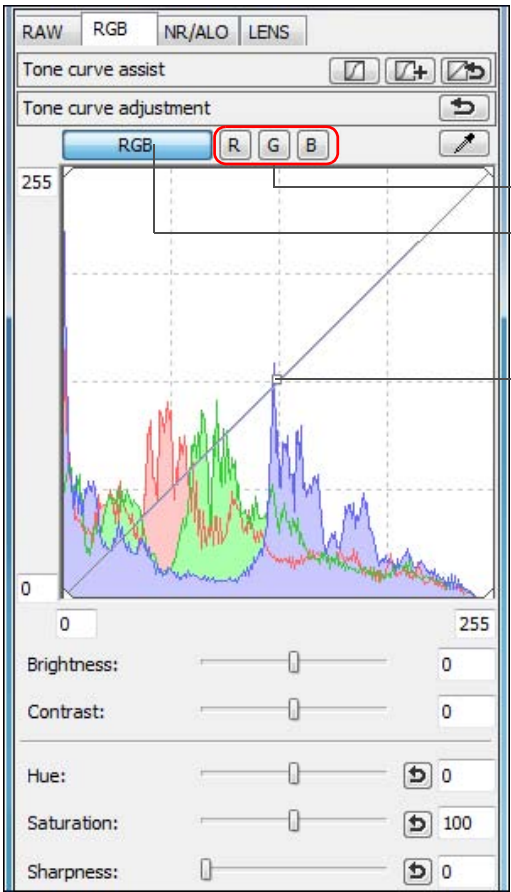 RAW RGB NR/ALO LENS
Tone curve assist
Tone curve adjustment
RGB R G B
255
0
0 255
Brightness: 0
Contrast: 0
Hue: 0
Saturation: 100
Sharpness: 0